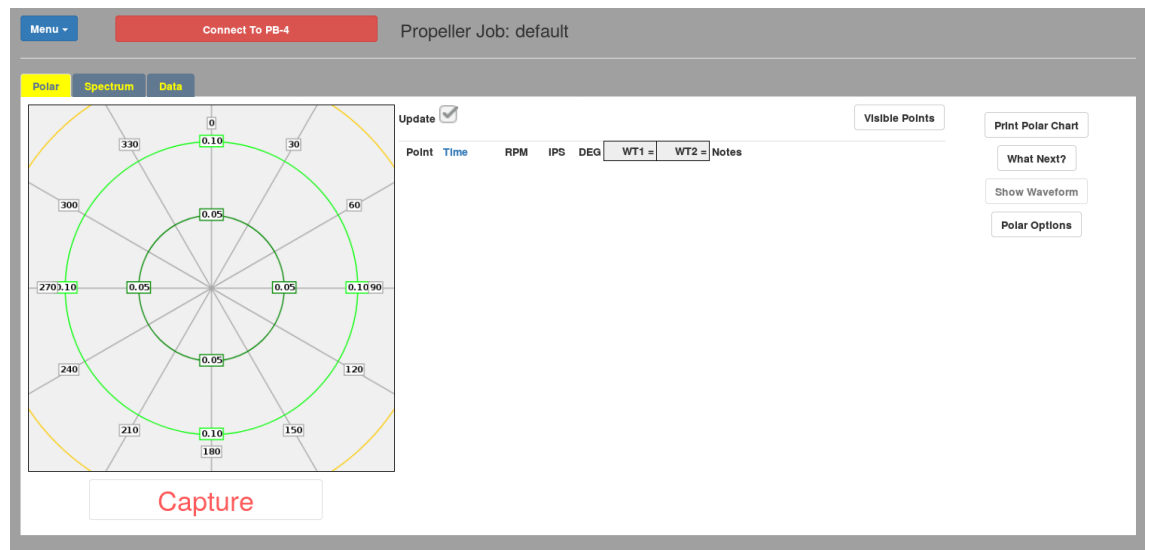 Menu
Connect To PB-4
Propeller Job: default
Polar Spectrum Data
Update
Visible Points
Point Time RPM IPS DEG WT1 = WT2 = Notes
0
0.10
330
30
300
60
0.05
270
0.10
0.05
0.05
0.10
90
240
120
0.05
210
150
0.10
180
Capture
Print Polar Chart
What Next?
Show Waveform
Polar Options